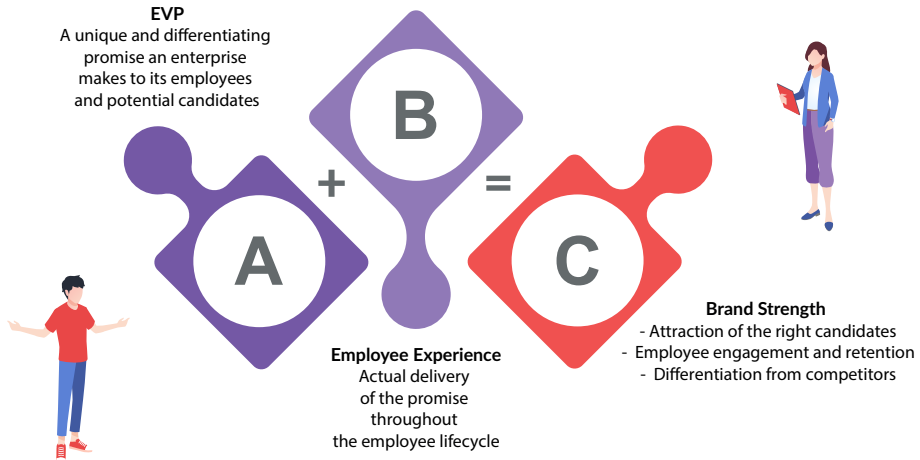 EVP
A unique and differentiating
promise an enterprise
makes to its employees
and potential candidates
A
+
B
=
C
Employee Experience
Actual delivery
of the promise
throughout
the employee lifecycle
Brand Strength
- Attraction of the right candidates
- Employee engagement and retention
- Differentiation from competitors